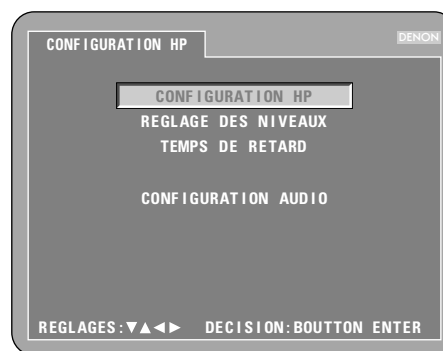 CONFIGURATION HP
DENON
CONFIGURATION HP
REGLAGE DES NIVEAUX
TEMPS DE RETARD
CONFIGURATION AUDIO
REGLAGES:▼▲◄► DECISION:BOUTTON ENTER